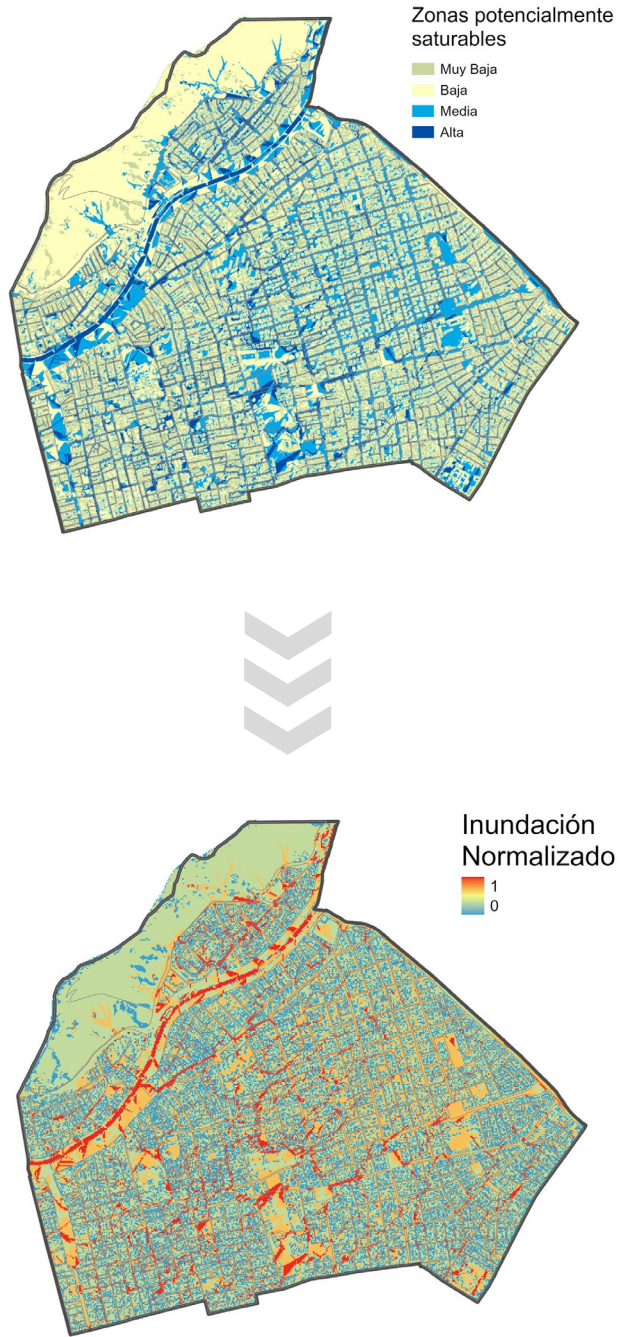 Zonas potencialmente
saturables
Muy Baja
Baja
Media
Alta
Inundación
Normalizado
1
0